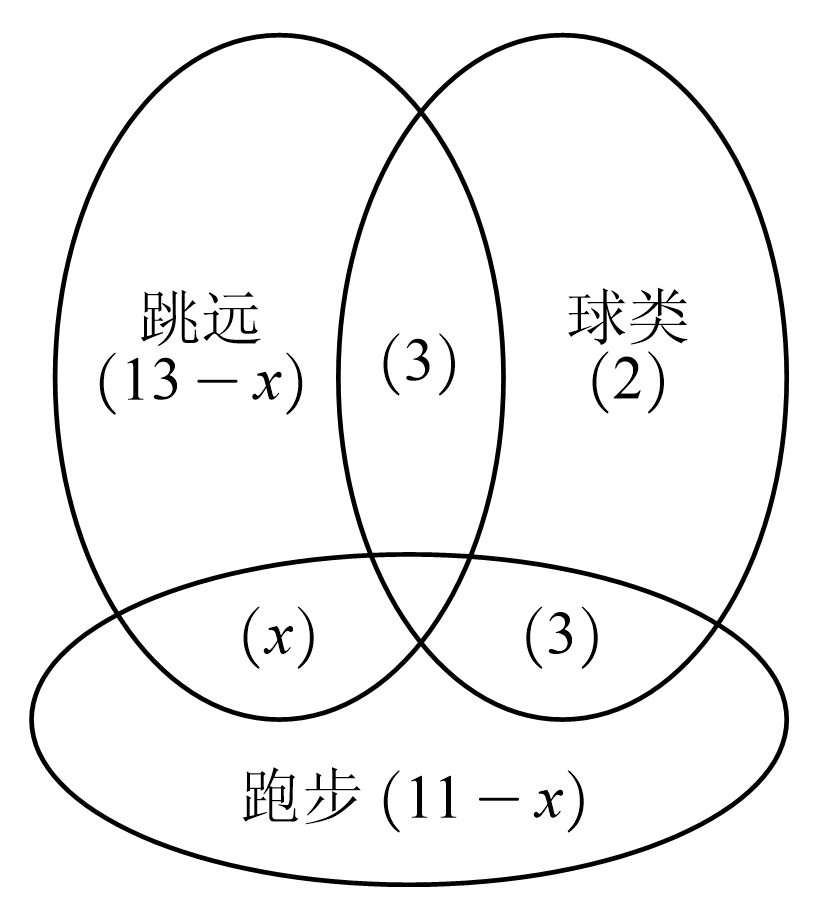 跳远
(13 − x)
(3)
球类
(2)
(x)
(3)
跑步 (11 − x)